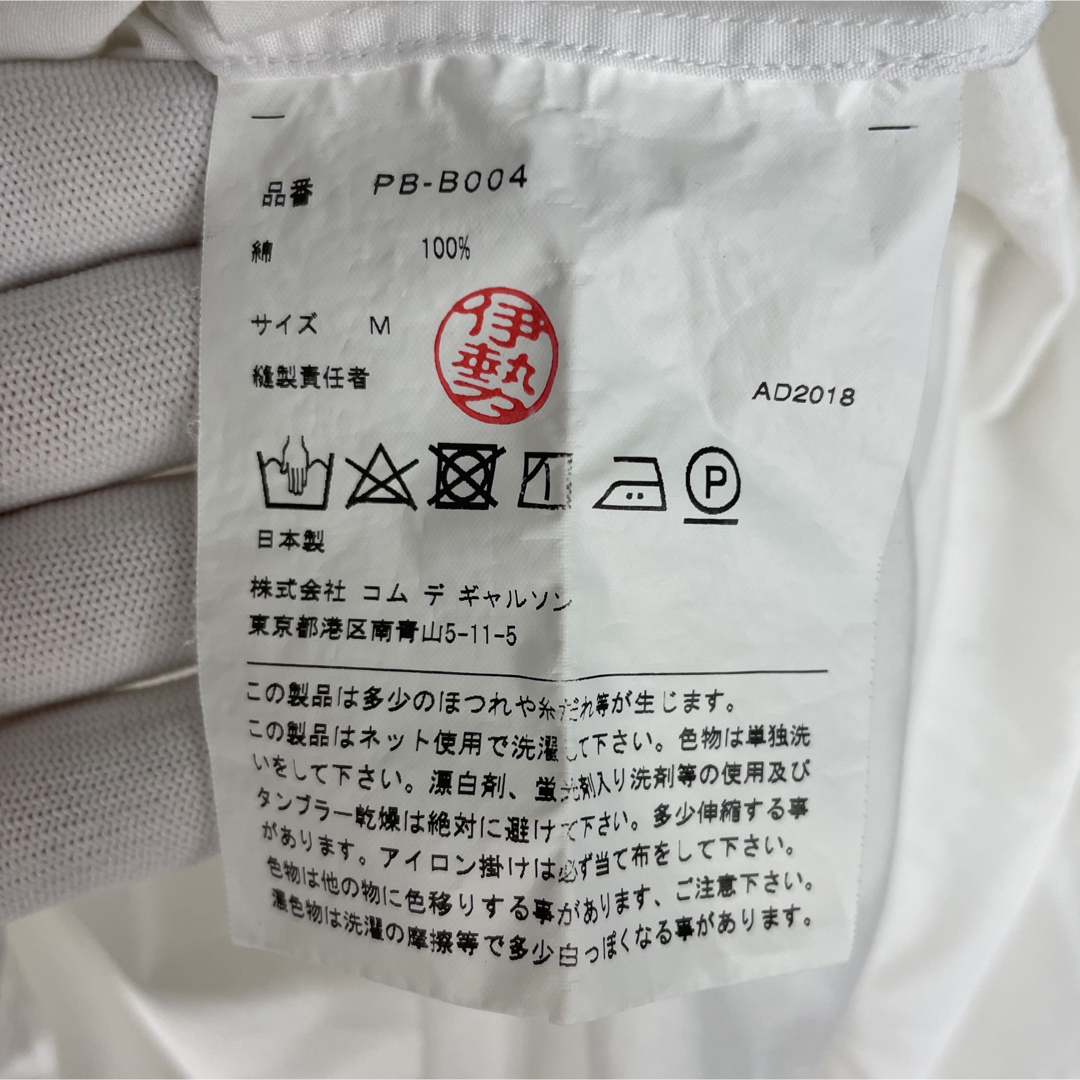 品番 PB-B004
綿 100%
サイズ M
伊勢
縫製責任者
AD2018
P
日本製
株式会社 コム デ ギャルソン
東京都港区南青山5-11-5
この製品は多少のほつれや糸だれ等が生じます。
この製品はネット使用で洗濯して下さい。色物は単独洗
いをして下さい。漂白剤、蛍光剤入り洗剤等の使用及び
タンブラー乾燥は絶対に避けて下さい。多少伸縮する事
があります。アイロン掛けは必ず当て布をして下さい。
色物は他の物に色移りする事があります、ご注意下さい。
濃色物は洗濯の摩擦等で多少白っぽくなる事があります。